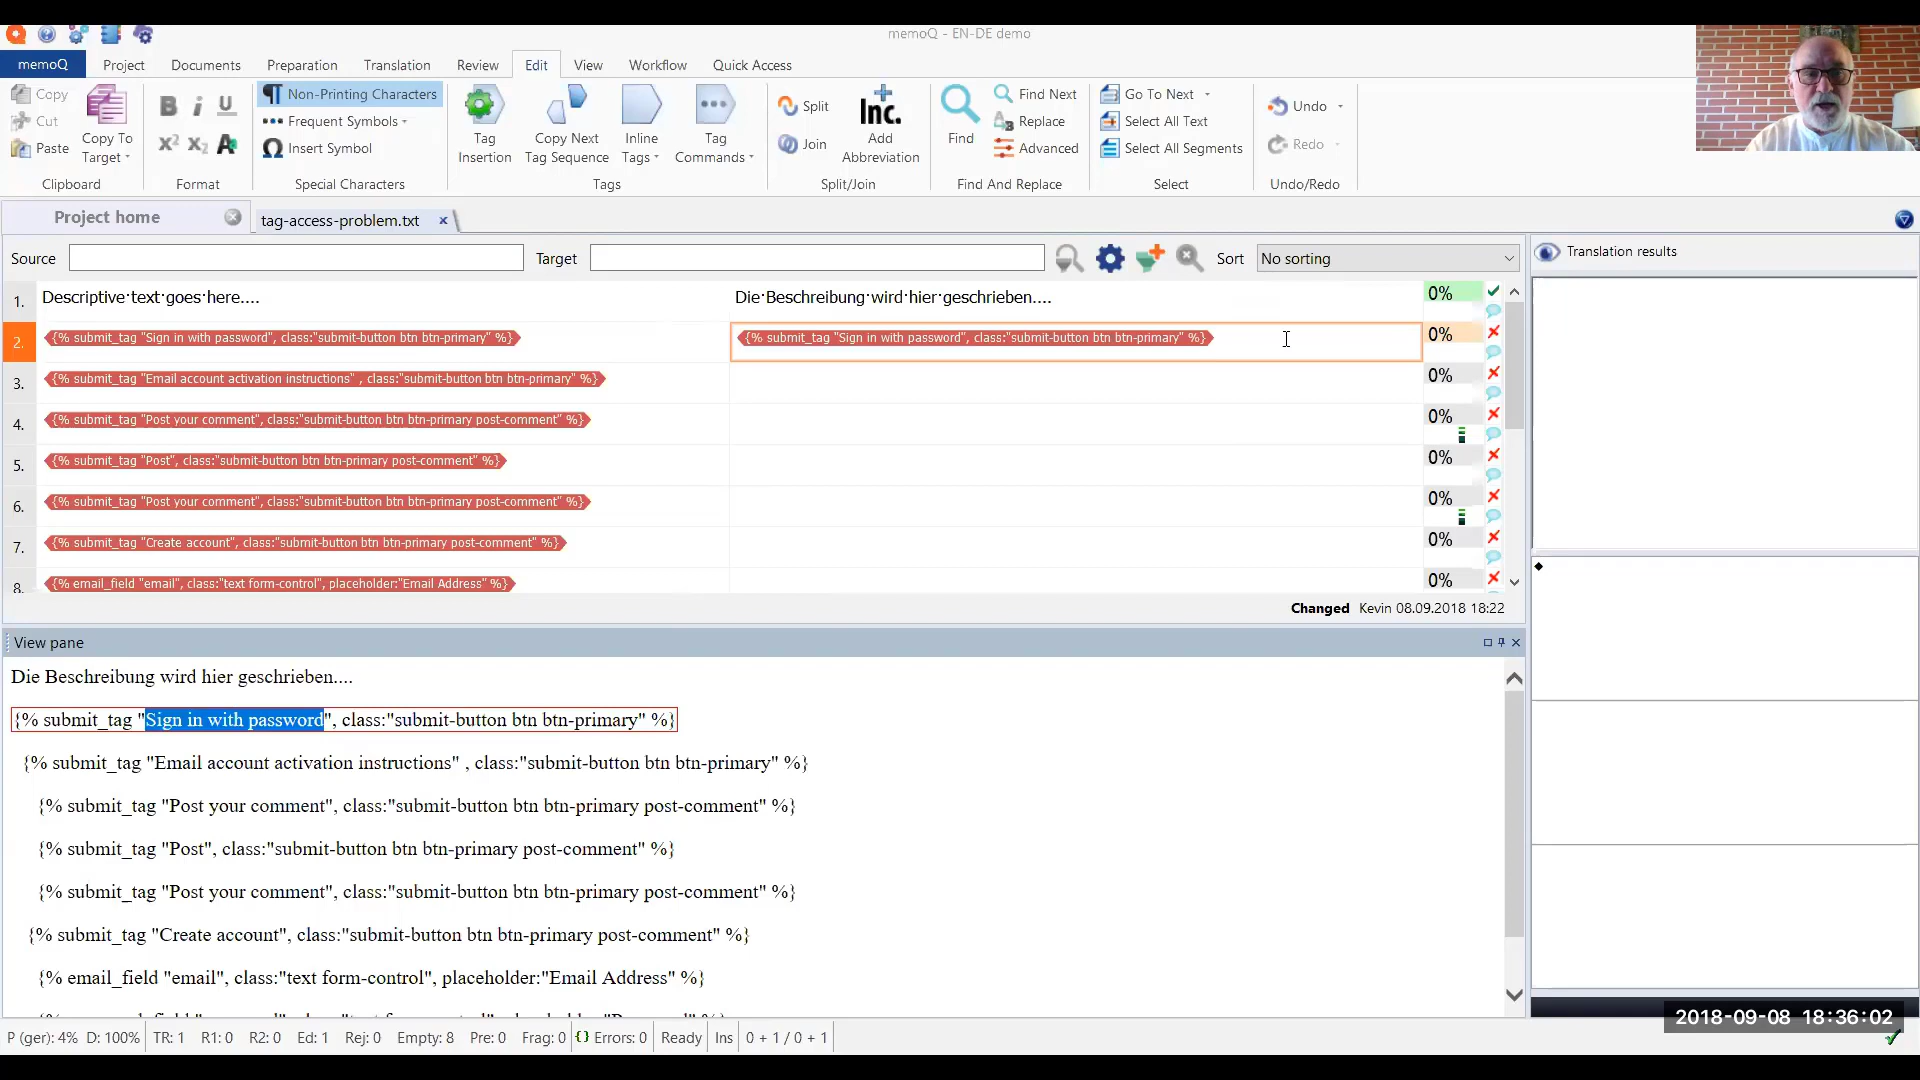 memoQ - EN-DE demo
memoQ Project Documents Preparation Translation Review Edit View Workflow Quick Access
Copy
Cut
Paste
Copy To Target
Clipboard
B i U
X² X₂ A
Format
Non-Printing Characters
Frequent Symbols
Insert Symbol
Special Characters
Tag Insertion
Copy Next Tag Sequence
Inline Tags
Tag Commands
Tags
Split
Join
Inc.
Add Abbreviation
Split/Join
Find
Find Next
Replace
Advanced
Find And Replace
Go To Next
Select All Text
Select All Segments
Select
Undo
Redo
Undo/Redo
Project home
tag-access-problem.txt
Source
Target
Sort No sorting
Translation results
1. Descriptive·text·goes·here.... Die·Beschreibung·wird·hier·geschrieben.... 0%
2. {% submit_tag "Sign in with password", class:"submit-button btn btn-primary" %} {% submit_tag "Sign in with password", class:"submit-button btn btn-primary" %} 0%
3. {% submit_tag "Email account activation instructions" , class:"submit-button btn btn-primary" %} 0%
4. {% submit_tag "Post your comment", class:"submit-button btn btn-primary post-comment" %} 0%
5. {% submit_tag "Post", class:"submit-button btn btn-primary post-comment" %} 0%
6. {% submit_tag "Post your comment", class:"submit-button btn btn-primary post-comment" %} 0%
7. {% submit_tag "Create account", class:"submit-button btn btn-primary post-comment" %} 0%
8. {% email_field "email", class:"text form-control", placeholder:"Email Address" %} 0%
Changed Kevin 08.09.2018 18:22
View pane
Die Beschreibung wird hier geschrieben....
{% submit_tag "Sign in with password", class:"submit-button btn btn-primary" %}
{% submit_tag "Email account activation instructions" , class:"submit-button btn btn-primary" %}
{% submit_tag "Post your comment", class:"submit-button btn btn-primary post-comment" %}
{% submit_tag "Post", class:"submit-button btn btn-primary post-comment" %}
{% submit_tag "Post your comment", class:"submit-button btn btn-primary post-comment" %}
{% submit_tag "Create account", class:"submit-button btn btn-primary post-comment" %}
{% email_field "email", class:"text form-control", placeholder:"Email Address" %}
2018-09-08 18:36:02
P (ger): 4% D: 100% TR: 1 R1: 0 R2: 0 Ed: 1 Rej: 0 Empty: 8 Pre: 0 Frag: 0 Errors: 0 Ready Ins 0 + 1 / 0 + 1